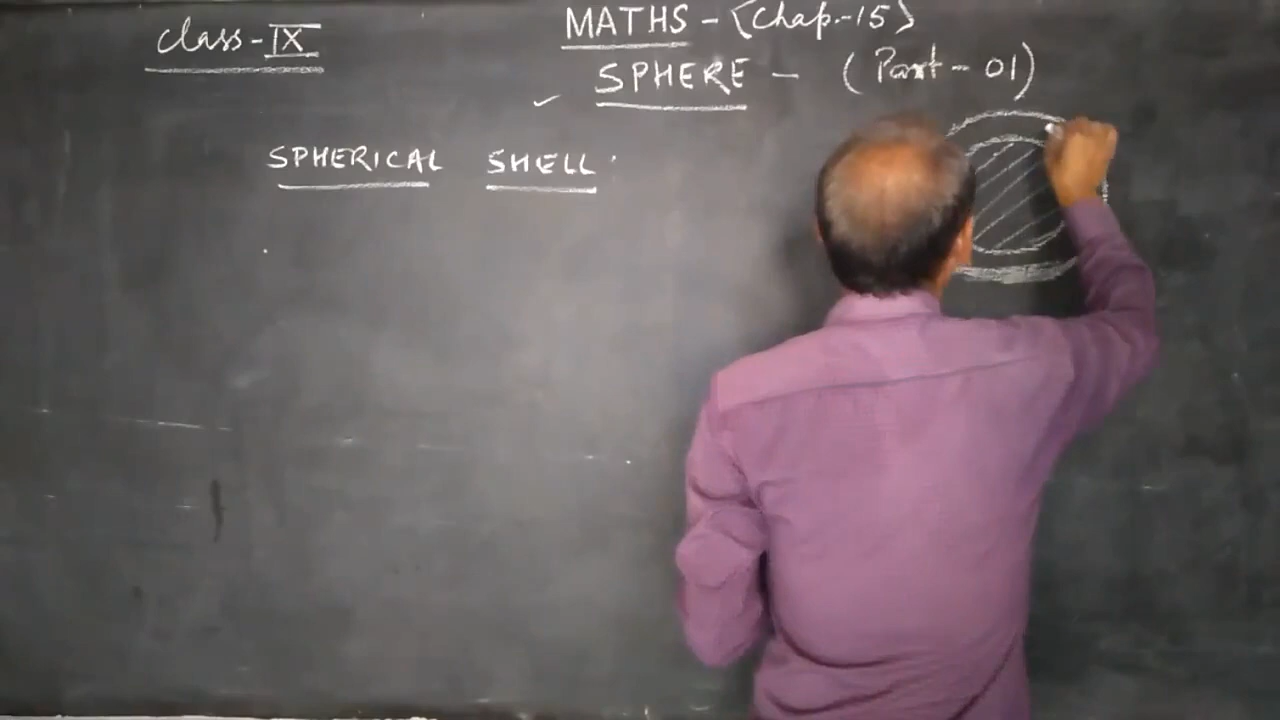 Class-IX
MATHS - {Chap.-15}
SPHERE - (Part-01)
SPHERICAL SHELL: